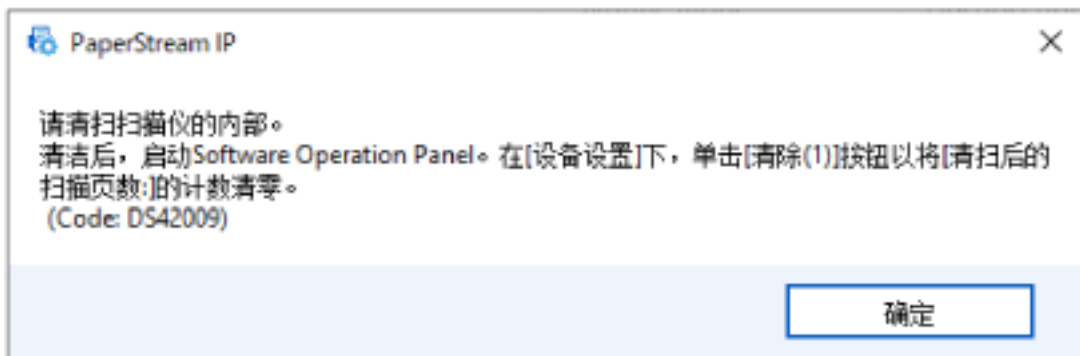 PaperStream IP
请清扫扫描仪的内部。
清洁后，启动Software Operation Panel。在[设备设置]下，单击[清除(1)]按钮以将[清扫后的
扫描页数:]的计数清零。
(Code: DS42009)
确定